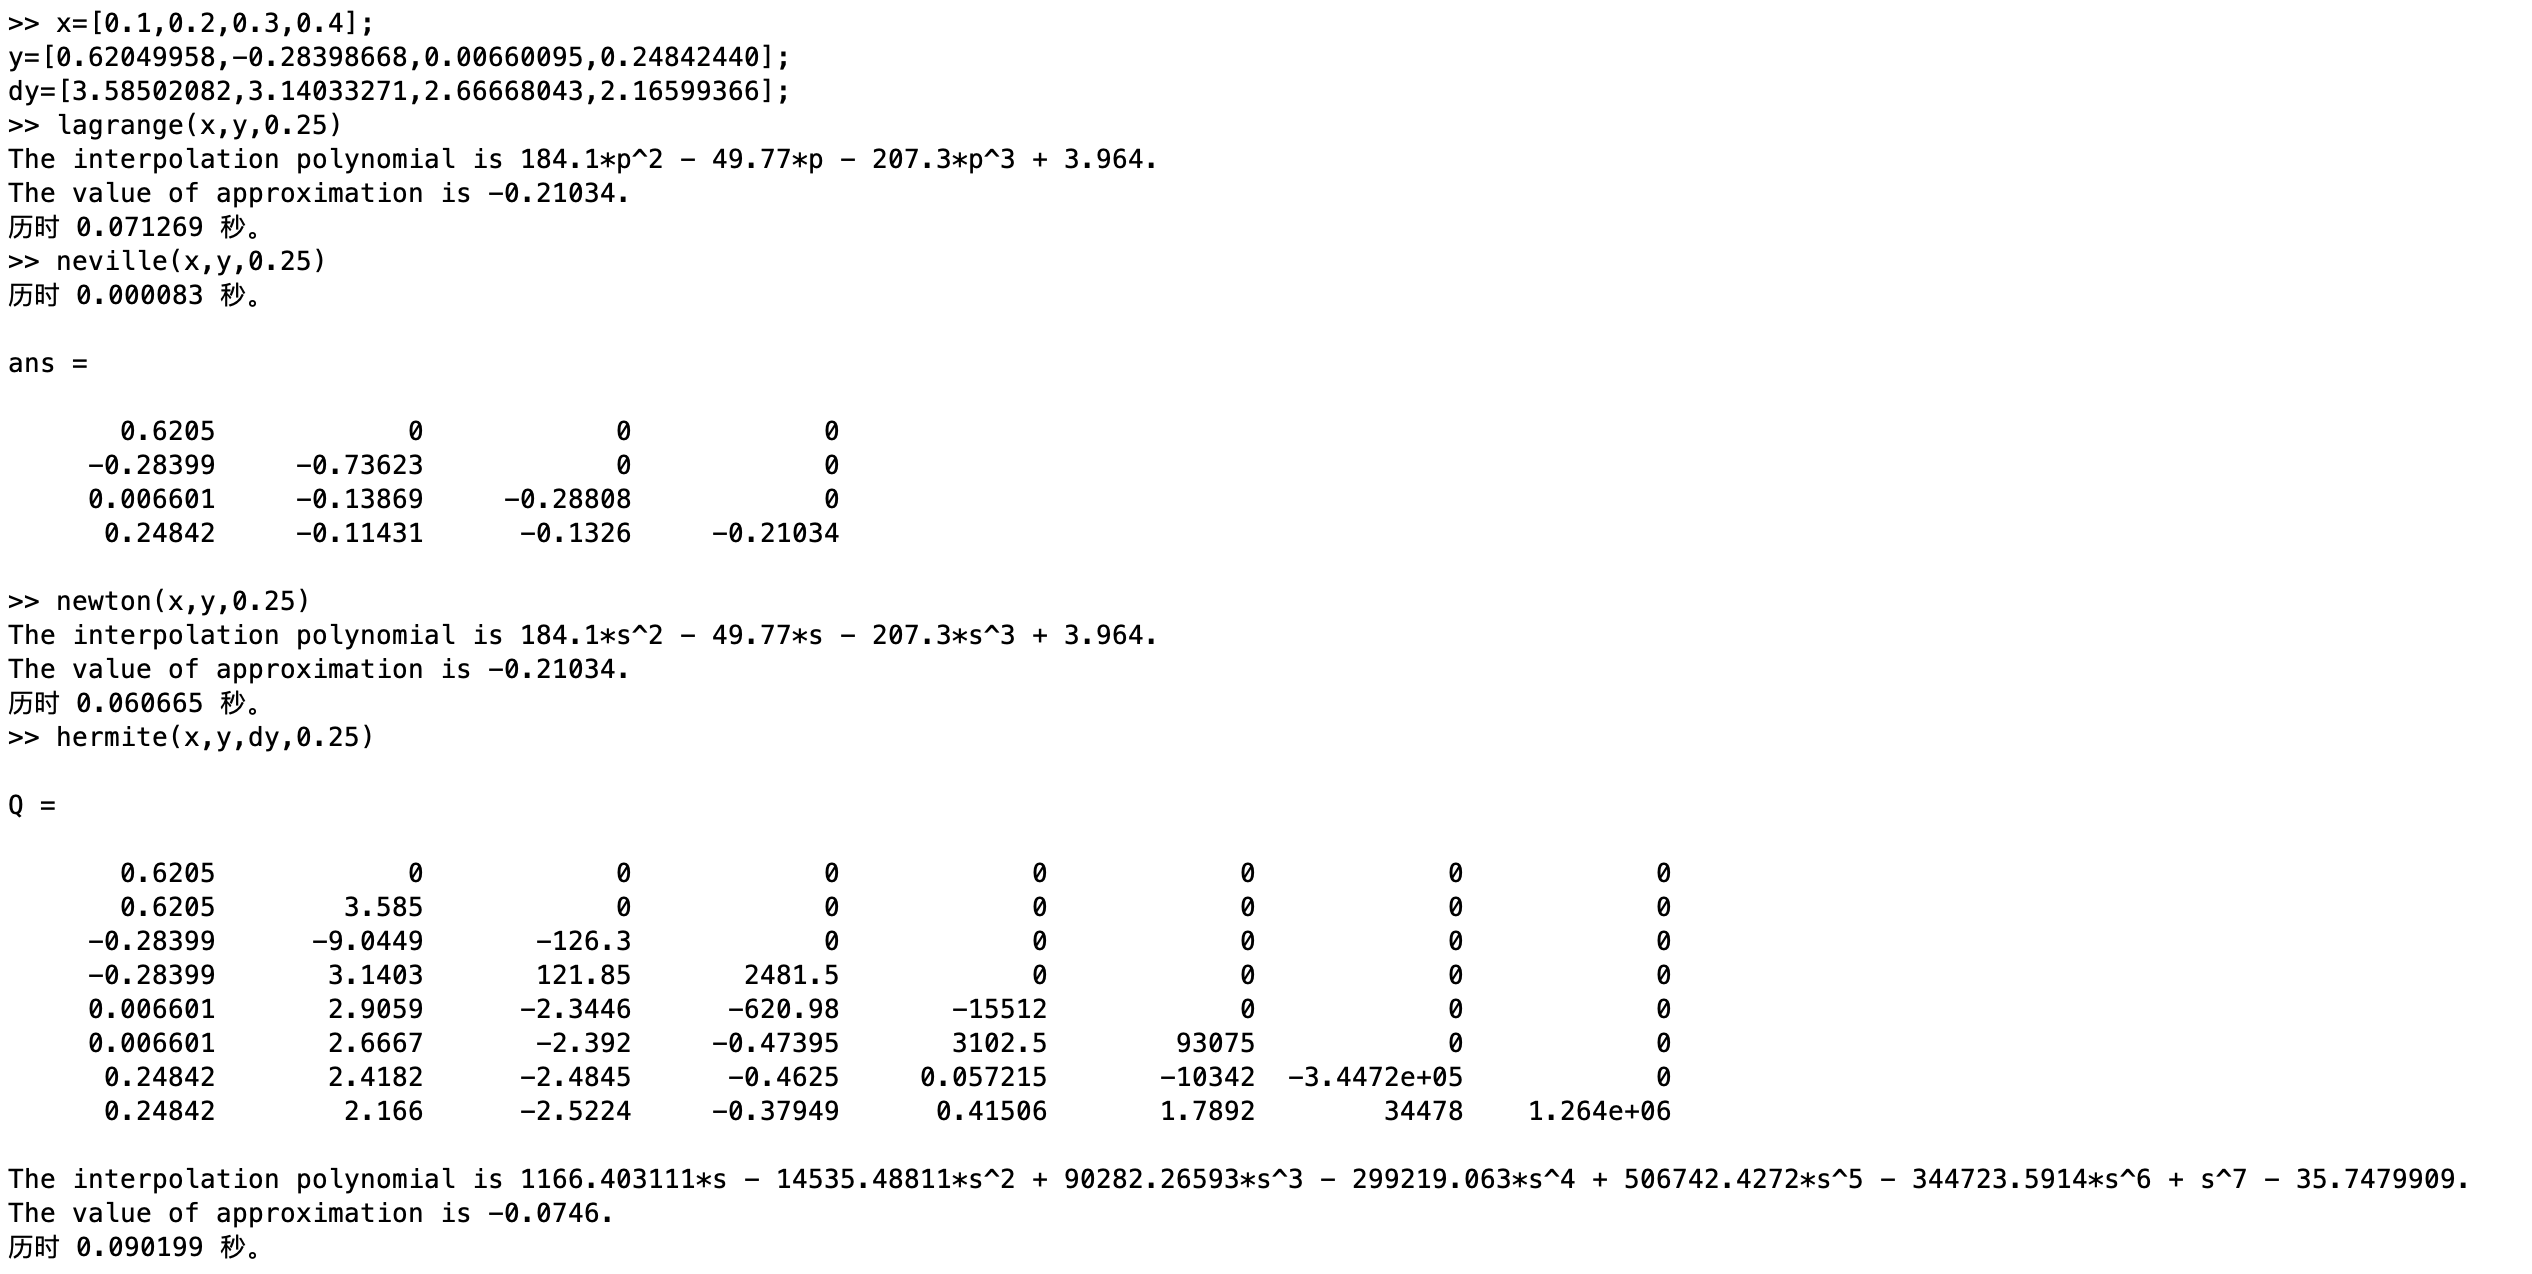 >> x=[0.1,0.2,0.3,0.4];
y=[0.62049958,-0.28398668,0.00660095,0.24842440];
dy=[3.58502082,3.14033271,2.66668043,2.16599366];
>> lagrange(x,y,0.25)
The interpolation polynomial is 184.1*p^2 - 49.77*p - 207.3*p^3 + 3.964.
The value of approximation is -0.21034.
历时 0.071269 秒。
>> neville(x,y,0.25)
历时 0.000083 秒。
ans =
0.6205 0 0 0
-0.28399 -0.73623 0 0
0.006601 -0.13869 -0.28808 0
0.24842 -0.11431 -0.1326 -0.21034
>> newton(x,y,0.25)
The interpolation polynomial is 184.1*s^2 - 49.77*s - 207.3*s^3 + 3.964.
The value of approximation is -0.21034.
历时 0.060665 秒。
>> hermite(x,y,dy,0.25)
Q =
0.6205 0 0 0 0 0 0 0
0.6205 3.585 0 0 0 0 0 0
-0.28399 -9.0449 -126.3 0 0 0 0 0
-0.28399 3.1403 121.85 2481.5 0 0 0 0
0.006601 2.9059 -2.3446 -620.98 -15512 0 0 0
0.006601 2.6667 -2.392 -0.47395 3102.5 93075 0 0
0.24842 2.4182 -2.4845 -0.4625 0.057215 -10342 -3.4472e+05 0
0.24842 2.166 -2.5224 -0.37949 0.41506 1.7892 34478 1.264e+06
The interpolation polynomial is 1166.403111*s - 14535.48811*s^2 + 90282.26593*s^3 - 299219.063*s^4 + 506742.4272*s^5 - 344723.5914*s^6 + s^7 - 35.7479909.
The value of approximation is -0.0746.
历时 0.090199 秒。